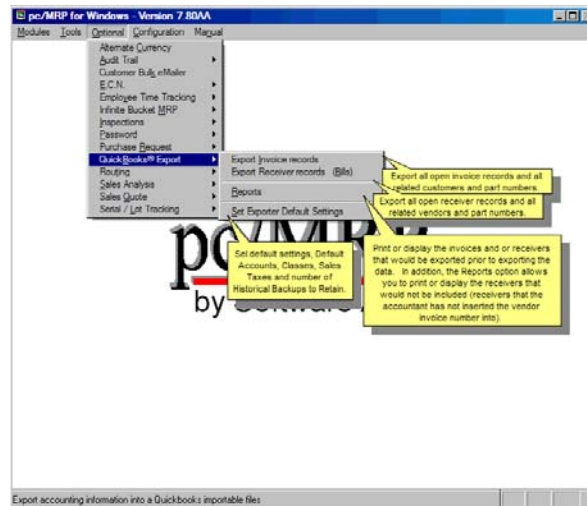 pc/MRP for Windows - Version 7.80AA
Modules Tools Optional Configuration Manual
Alternate Currency
Audit Trail
Customer Bulk eMailer
E.C.N.
Employee Time Tracking
Infinite Bucket MRP
Inspections
Password
Purchase Request
QuickBooks® Export
Routing
Sales Analysis
Sales Quote
Serial / Lot Tracking
Export Invoice records
Export Receiver records (Bills)
Reports
Set Exporter Default Settings
Export all open invoice records and all
related customers and part numbers.
Export all open receiver records and all
related vendors and part numbers.
Print or display the invoices and or receivers
that would be exported prior to exporting the
data. In addition, the Reports option allows
you to print or display the receivers that
would not be included (receivers that the
accountant has not inserted the vendor
invoice number into).
Set default settings, Default
Accounts, Classes, Sales
Taxes and number of
Historical Backups to Retain.
pc/MRP
by Software
Export accounting information into a Quickbooks importable files